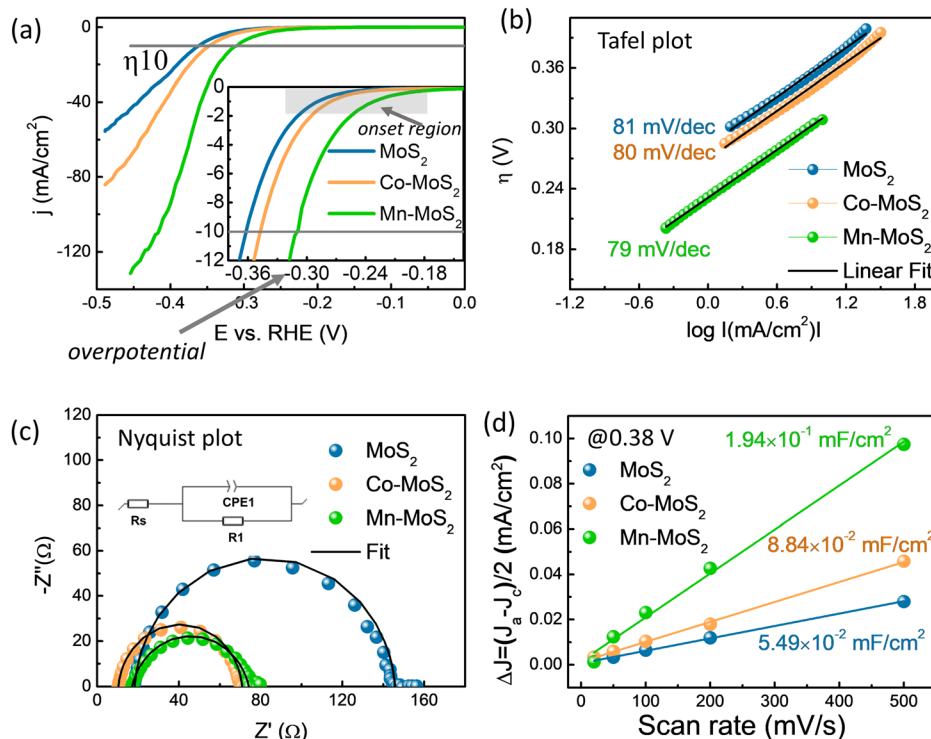 (a)
η10
onset region
MoS2
Co-MoS2
Mn-MoS2
0
-2
-4
-6
-8
-10
-12
-0.36 -0.30 -0.24 -0.18
0
-20
-40
-60
-80
-100
-120
j (mA/cm2)
-0.5 -0.4 -0.3 -0.2 -0.1 0.0
E vs. RHE (V)
overpotential
(b)
Tafel plot
81 mV/dec
80 mV/dec
79 mV/dec
MoS2
Co-MoS2
Mn-MoS2
Linear Fit
0.36
0.30
0.24
0.18
η (V)
-1.2 -0.6 0.0 0.6 1.2 1.8
log I(mA/cm2)I
(c)
Nyquist plot
MoS2
Co-MoS2
Mn-MoS2
Fit
Rs
CPE1
R1
120
100
80
60
40
20
0
-Z''(Ω)
0 40 80 120 160
Z' (Ω)
(d)
@0.38 V
MoS2
Co-MoS2
Mn-MoS2
1.94×10-1 mF/cm2
8.84×10-2 mF/cm2
5.49×10-2 mF/cm2
0.10
0.08
0.06
0.04
0.02
0.00
ΔJ=(Ja-Jc)/2 (mA/cm2)
0 100 200 300 400 500
Scan rate (mV/s)